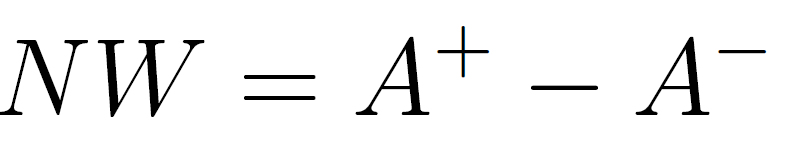 NW = A⁺ − A⁻